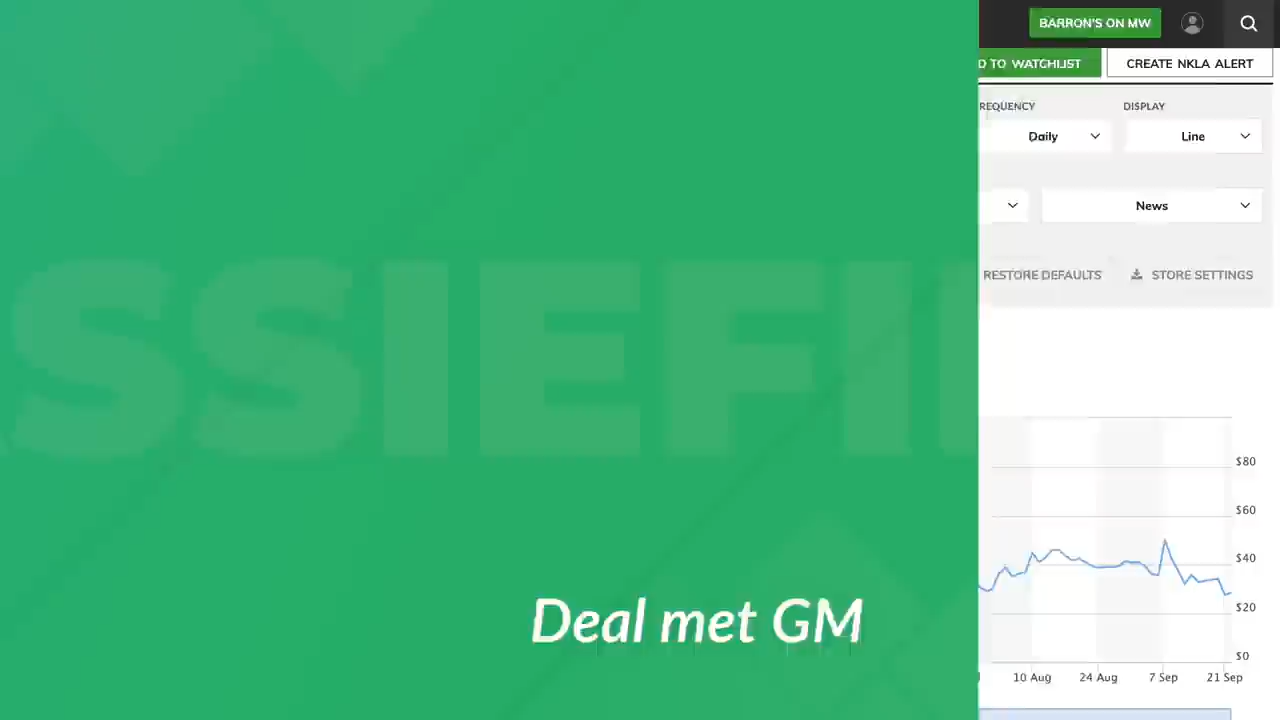 BARRON'S ON MW
D TO WATCHLIST
CREATE NKLA ALERT
REQUENCY
DISPLAY
Daily
Line
News
RESTORE DEFAULTS
STORE SETTINGS
SSIEFI
$80
$60
$40
$20
$0
10 Aug
24 Aug
7 Sep
21 Sep
Deal met GM